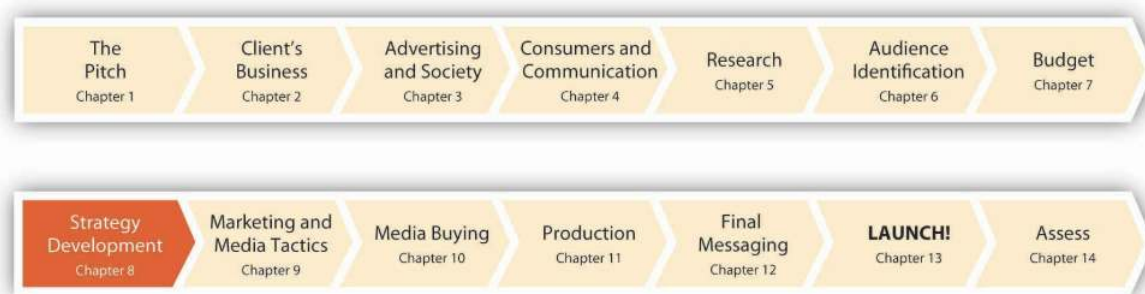 The
Pitch
Chapter 1
Client's
Business
Chapter 2
Advertising
and Society
Chapter 3
Consumers and
Communication
Chapter 4
Research
Chapter 5
Audience
Identification
Chapter 6
Budget
Chapter 7
Strategy
Development
Chapter 8
Marketing and
Media Tactics
Chapter 9
Media Buying
Chapter 10
Production
Chapter 11
Final
Messaging
Chapter 12
LAUNCH!
Chapter 13
Assess
Chapter 14